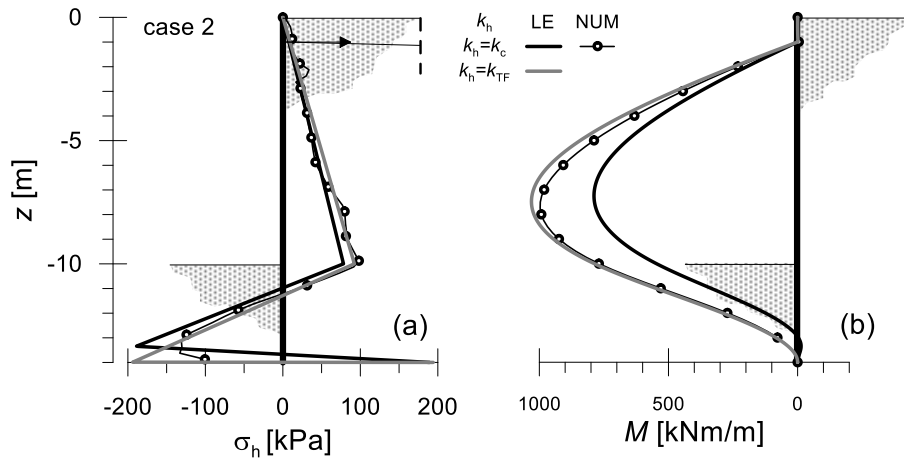 case 2
k_h LE NUM
k_h=k_c
k_h=k_TF
0
-5
-10
z [m]
(a)
(b)
-200 -100 0 100 200
σ_h [kPa]
1000 500 0
M [kNm/m]